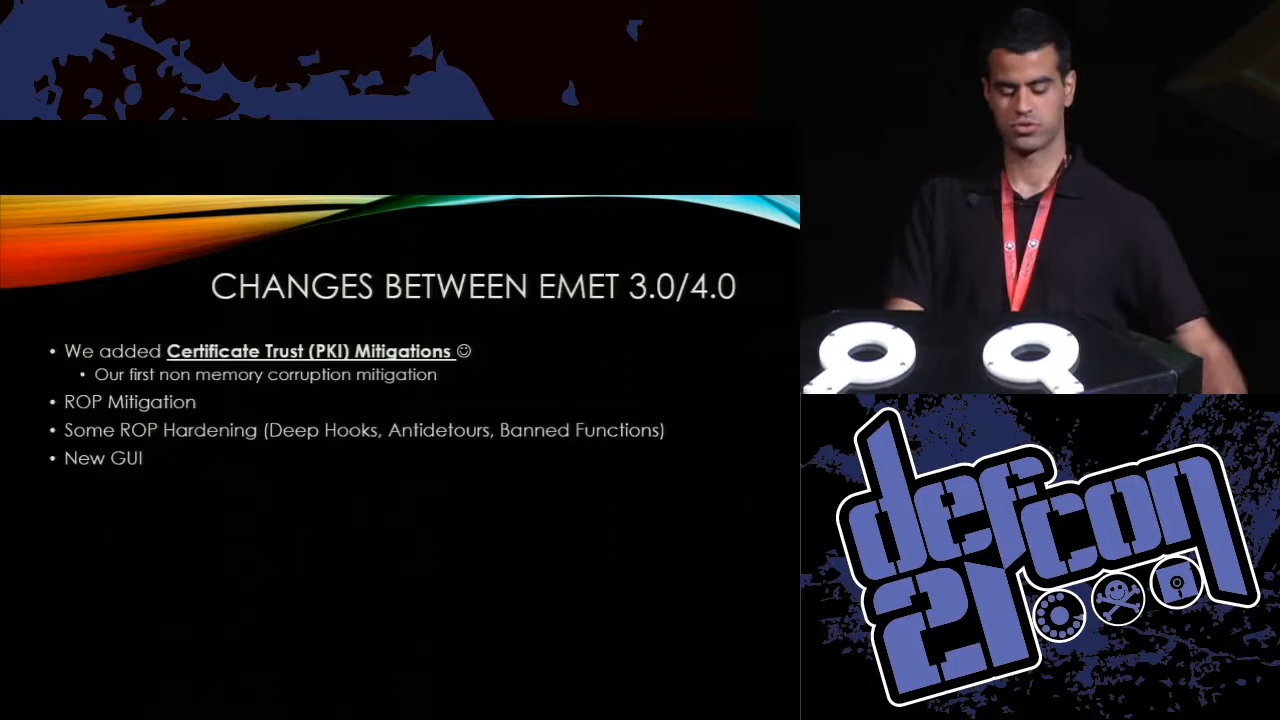 CHANGES BETWEEN EMET 3.0/4.0
• We added Certificate Trust (PKI) Mitigations ☺
• Our first non memory corruption mitigation
• ROP Mitigation
• Some ROP Hardening (Deep Hooks, Antidetours, Banned Functions)
• New GUI
defcon
21